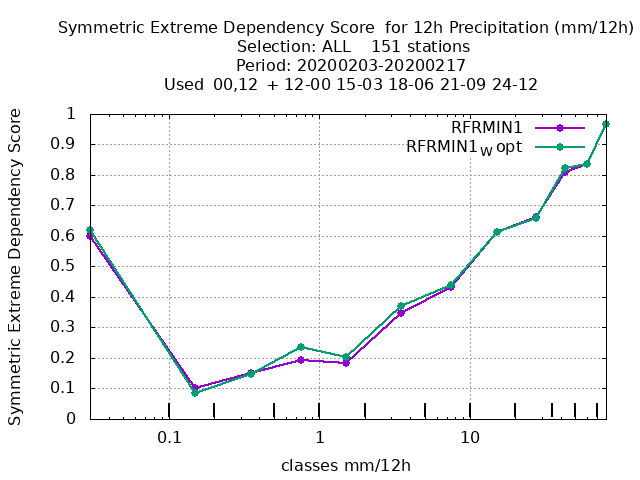 Symmetric Extreme Dependency Score  for 12h Precipitation (mm/12h)
Selection: ALL    151 stations
Period: 20200203-20200217
Used  00,12  + 12-00 15-03 18-06 21-09 24-12
RFRMIN1
RFRMIN1W opt
Symmetric Extreme Dependency Score
1
0.9
0.8
0.7
0.6
0.5
0.4
0.3
0.2
0.1
0
0.1 1 10
classes mm/12h